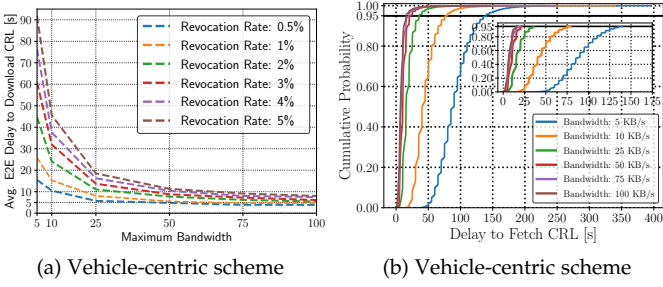 Avg. E2E Delay to Download CRL [s]
90
80
70
60
50
40
30
20
10
5
0
5 10 25 50 75 100
Maximum Bandwidth
Revocation Rate: 0.5%
Revocation Rate: 1%
Revocation Rate: 2%
Revocation Rate: 3%
Revocation Rate: 4%
Revocation Rate: 5%
(a) Vehicle-centric scheme
Cumulative Probability
1.00
0.95
0.80
0.60
0.40
0.20
0.00
0 50 100 150 200 250 300 350 400
Delay to Fetch CRL [s]
0.95
0.80
0.60
0.40
0.20
0.00
0 25 50 75 100 125 150 175
Bandwidth: 5 KB/s
Bandwidth: 10 KB/s
Bandwidth: 25 KB/s
Bandwidth: 50 KB/s
Bandwidth: 75 KB/s
Bandwidth: 100 KB/s
(b) Vehicle-centric scheme